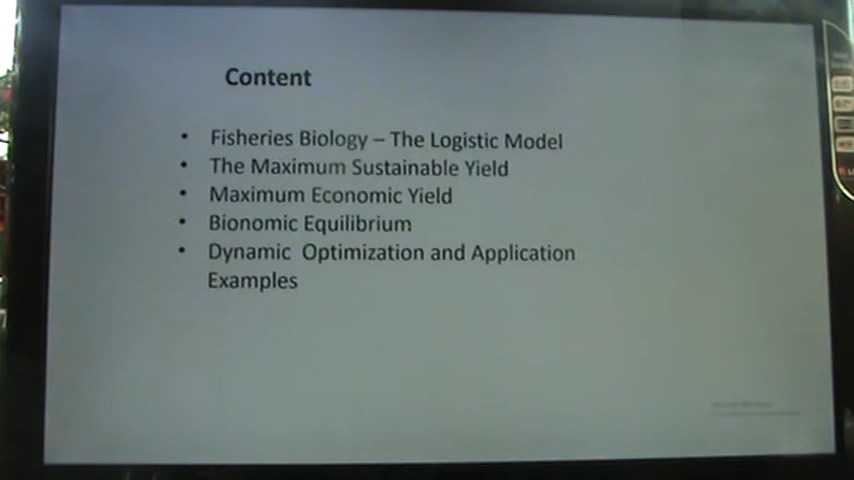 Content
• Fisheries Biology – The Logistic Model
• The Maximum Sustainable Yield
• Maximum Economic Yield
• Bionomic Equilibrium
• Dynamic Optimization and Application
Examples